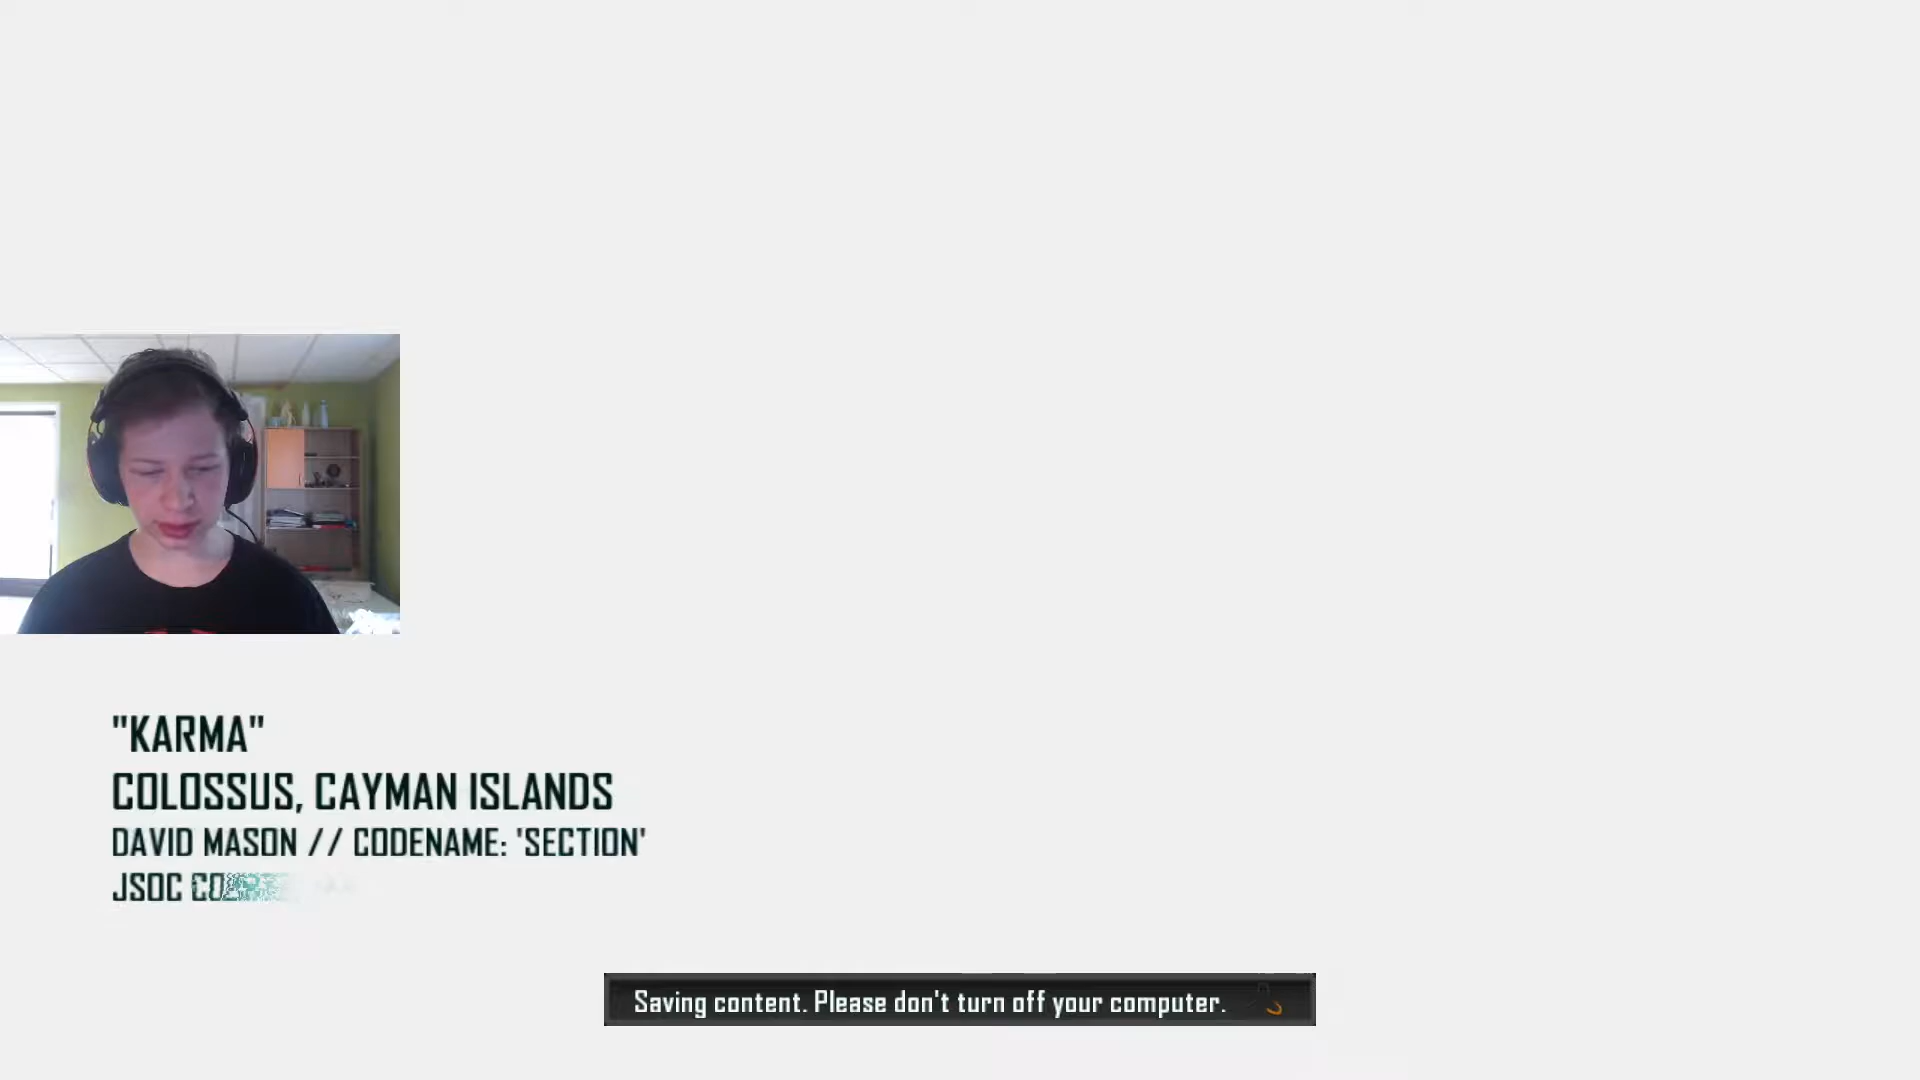 "KARMA"
COLOSSUS, CAYMAN ISLANDS
DAVID MASON // CODENAME: 'SECTION'
JSOC
Saving content. Please don't turn off your computer.